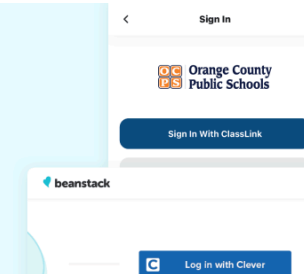 Sign In
OC
PS
Orange County
Public Schools
Sign In With ClassLink
beanstack
C
Log in with Clever